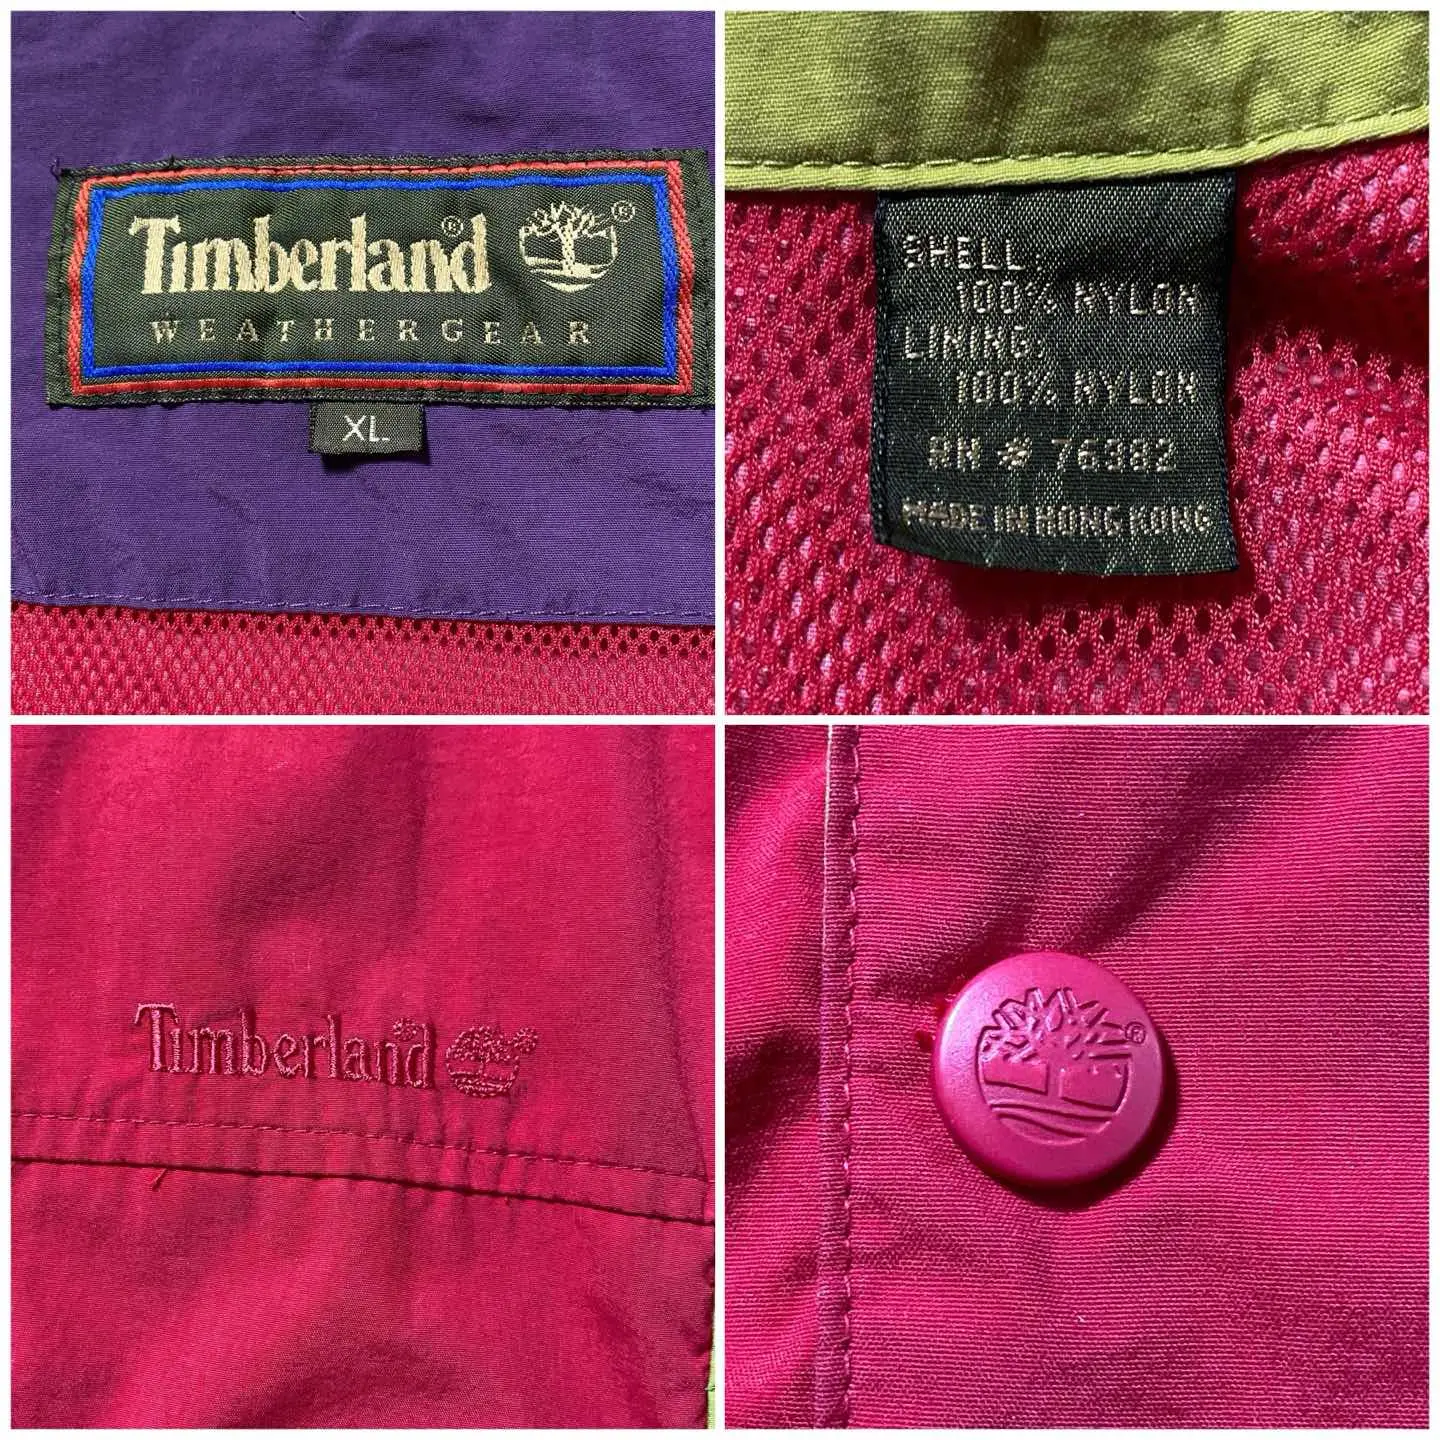 Timberland®
®
WEATHERGEAR
XL
SHELL:
100% NYLON
LINING:
100% NYLON
RN # 76382
MADE IN HONG KONG
Timberland®
®